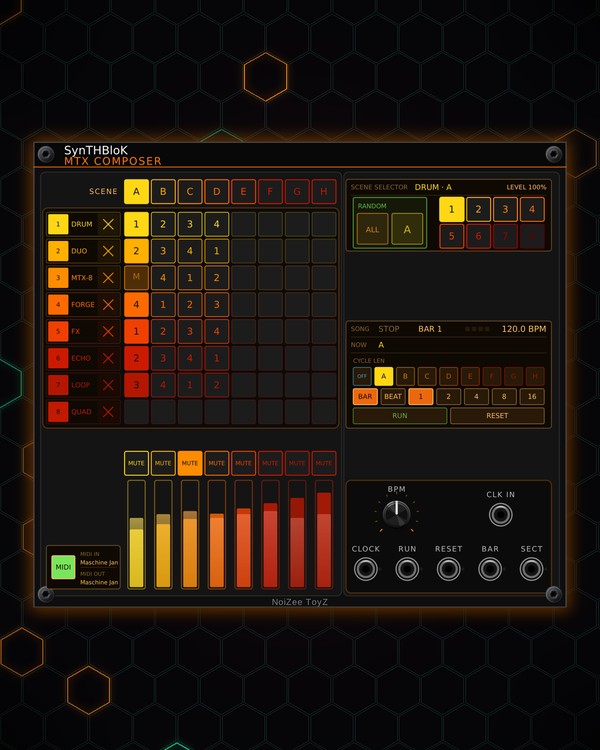 SynTHBloK
MTX COMPOSER
SCENE A B C D E F G H
1 DRUM 1 2 3 4
2 DUO 2 3 4 1
3 MTX-8 M 4 1 2
4 FORGE 4 1 2 3
5 FX 1 2 3 4
6 ECHO 2 3 4 1
7 LOOP 3 4 1 2
8 QUAD
MUTE MUTE MUTE MUTE MUTE MUTE MUTE MUTE
MIDI
MIDI IN
Maschine Jan
MIDI OUT
Maschine Jan
SCENE SELECTOR DRUM · A LEVEL 100%
RANDOM
ALL A
1 2 3 4
5 6 7
SONG STOP BAR 1 120.0 BPM
NOW A
CYCLE LEN
OFF A B C D E F G H
BAR BEAT 1 2 4 8 16
RUN RESET
BPM
CLK IN
CLOCK RUN RESET BAR SECT
NoiZee ToyZ